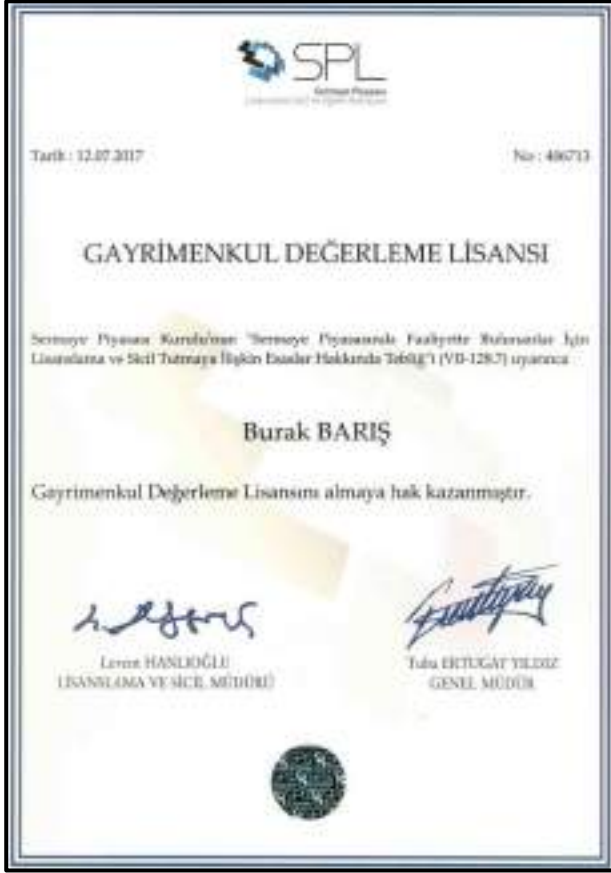 SPL
Sermaye Piyasası
Tarih : 12.07.2017
No : 406713
GAYRİMENKUL DEĞERLEME LİSANSI
Sermaye Piyasası Kurulu'nun "Sermaye Piyasasında Faaliyette Bulunanlar İçin
Lisanslama ve Sicil Tutmaya İlişkin Esaslar Hakkında Tebliğ"i (VII-128.7) uyarınca
Burak BARIŞ
Gayrimenkul Değerleme Lisansını almaya hak kazanmıştır.
Levent HANLIOĞLU
LİSANSLAMA VE SİCİL MÜDÜRÜ
Tuba ERTUGAY YILDIZ
GENEL MÜDÜR